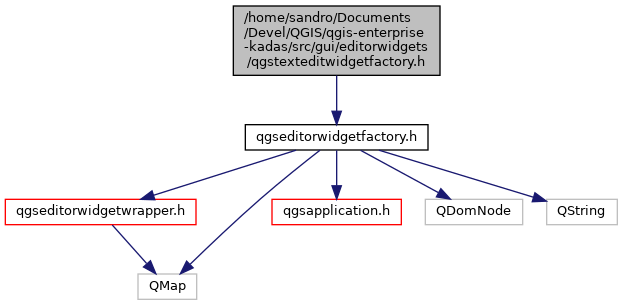 /home/sandro/Documents
/Devel/QGIS/qgis-enterprise
-kadas/src/gui/editorwidgets
/qgstexteditwidgetfactory.h
qgseditorwidgetfactory.h
qgseditorwidgetwrapper.h
qgsapplication.h
QDomNode
QString
QMap